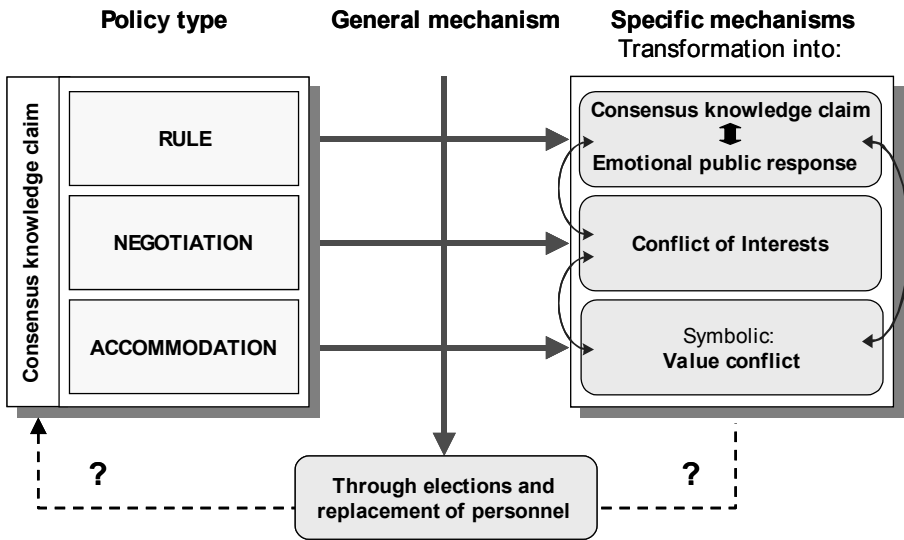 Policy type
General mechanism
Specific mechanisms
Transformation into:
Consensus knowledge claim
RULE
NEGOTIATION
ACCOMMODATION
Consensus knowledge claim
Emotional public response
Conflict of Interests
Symbolic:
Value conflict
?
?
Through elections and
replacement of personnel